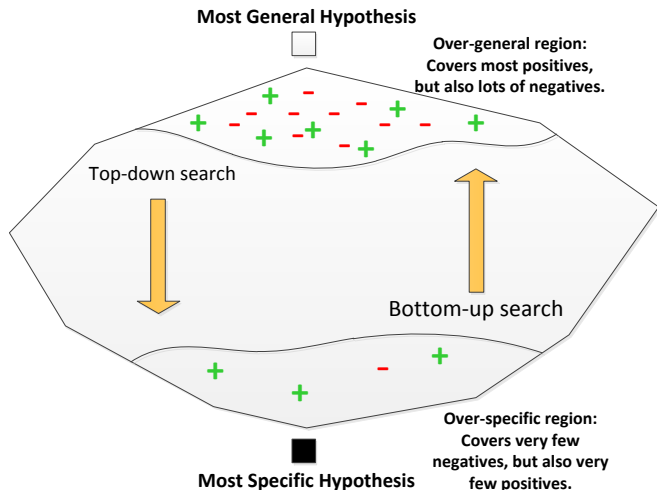 Most General Hypothesis
Over-general region:
Covers most positives,
but also lots of negatives.
Top-down search
Bottom-up search
Over-specific region:
Covers very few
negatives, but also very
few positives.
Most Specific Hypothesis